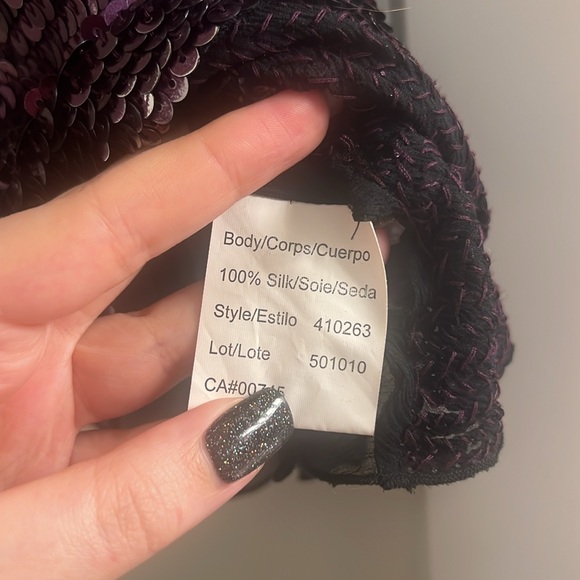 Body/Corps/Cuerpo
100% Silk/Soie/Seda
Style/Estilo 410263
Lot/Lote 501010